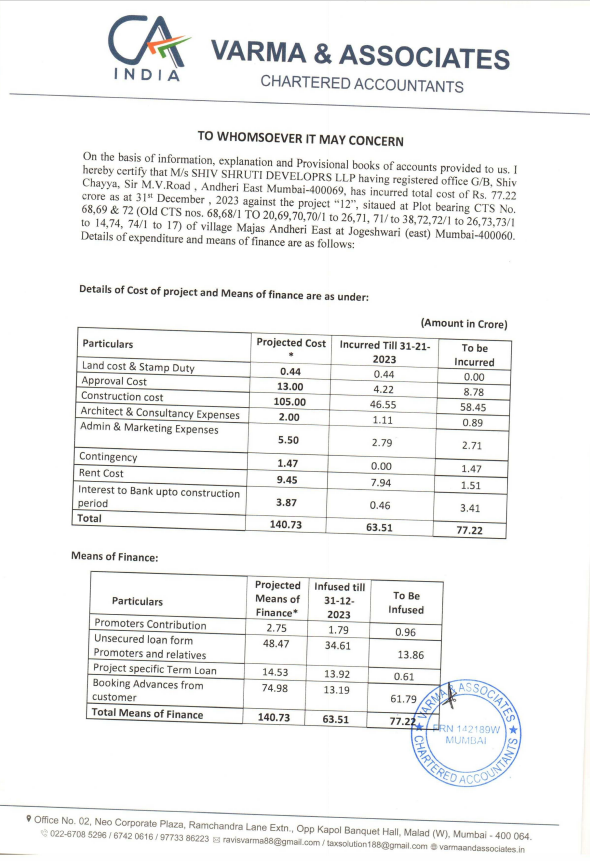 CA
INDIA
VARMA & ASSOCIATES
CHARTERED ACCOUNTANTS
TO WHOMSOEVER IT MAY CONCERN
On the basis of information, explanation and Provisional books of accounts provided to us. I
hereby certify that M/s SHIV SHRUTI DEVELOPRS LLP having registered office G/B, Shiv
Chayya, Sir M.V.Road , Andheri East Mumbai-400069, has incurred total cost of Rs. 77.22
crore as at 31st December , 2023 against the project “12”, sitaued at Plot bearing CTS No.
68,69 & 72 (Old CTS nos. 68,68/1 TO 20,69,70,70/1 to 26,71, 71/ to 38,72,72/1 to 26,73,73/1
to 14,74, 74/1 to 17) of village Majas Andheri East at Jogeshwari (east) Mumbai-400060.
Details of expenditure and means of finance are as follows:
Details of Cost of project and Means of finance are as under:
(Amount in Crore)
Particulars Projected Cost * Incurred Till 31-21-2023 To be Incurred
Land cost & Stamp Duty 0.44 0.44 0.00
Approval Cost 13.00 4.22 8.78
Construction cost 105.00 46.55 58.45
Architect & Consultancy Expenses 2.00 1.11 0.89
Admin & Marketing Expenses 5.50 2.79 2.71
Contingency 1.47 0.00 1.47
Rent Cost 9.45 7.94 1.51
Interest to Bank upto construction period 3.87 0.46 3.41
Total 140.73 63.51 77.22
Means of Finance:
Particulars Projected Means of Finance* Infused till 31-12-2023 To Be Infused
Promoters Contribution 2.75 1.79 0.96
Unsecured loan form Promoters and relatives 48.47 34.61 13.86
Project specific Term Loan 14.53 13.92 0.61
Booking Advances from customer 74.98 13.19 61.79
Total Means of Finance 140.73 63.51 77.22
VARMA & ASSOCIATES
FRN 142189W
MUMBAI
CHARTERED ACCOUNTANTS
Office No. 02, Neo Corporate Plaza, Ramchandra Lane Extn., Opp Kapol Banquet Hall, Malad (W), Mumbai - 400 064.
022-6708 5296 / 6742 0616 / 97733 86223 ravisvarma88@gmail.com / taxsolution188@gmail.com varmaandassociates.in